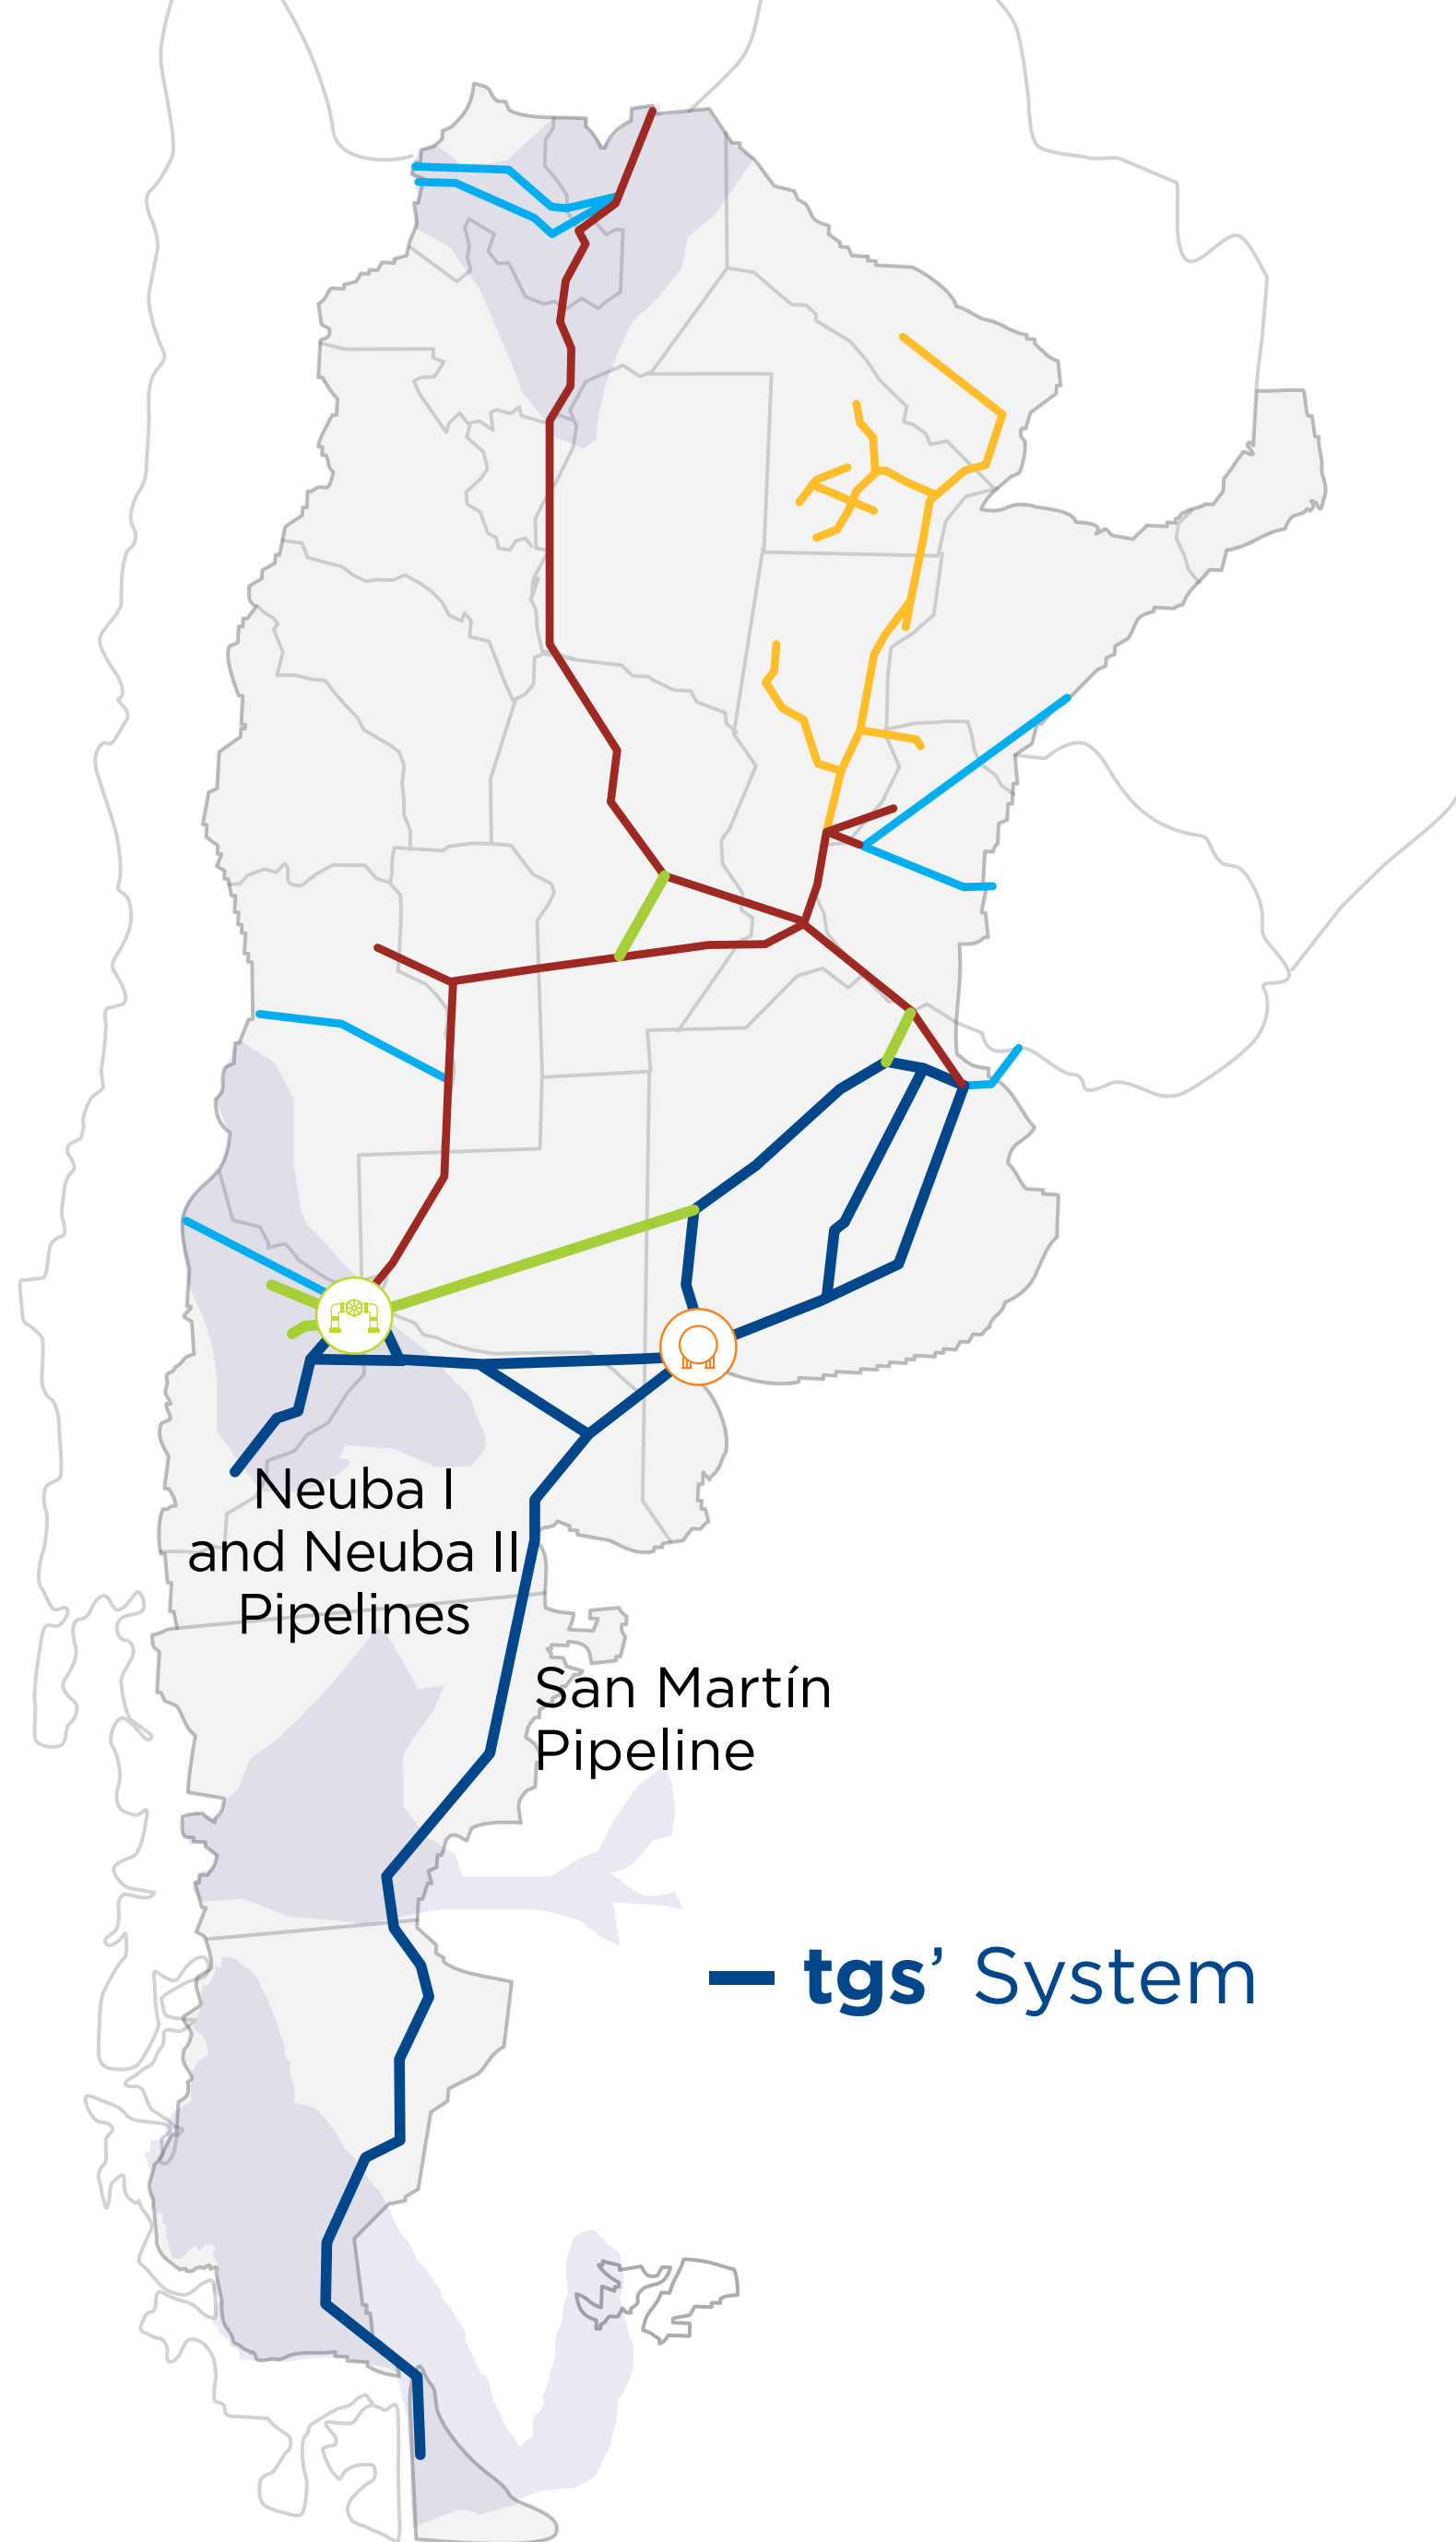 Neuba I
and Neuba II
Pipelines
San Martín
Pipeline
tgs’ System